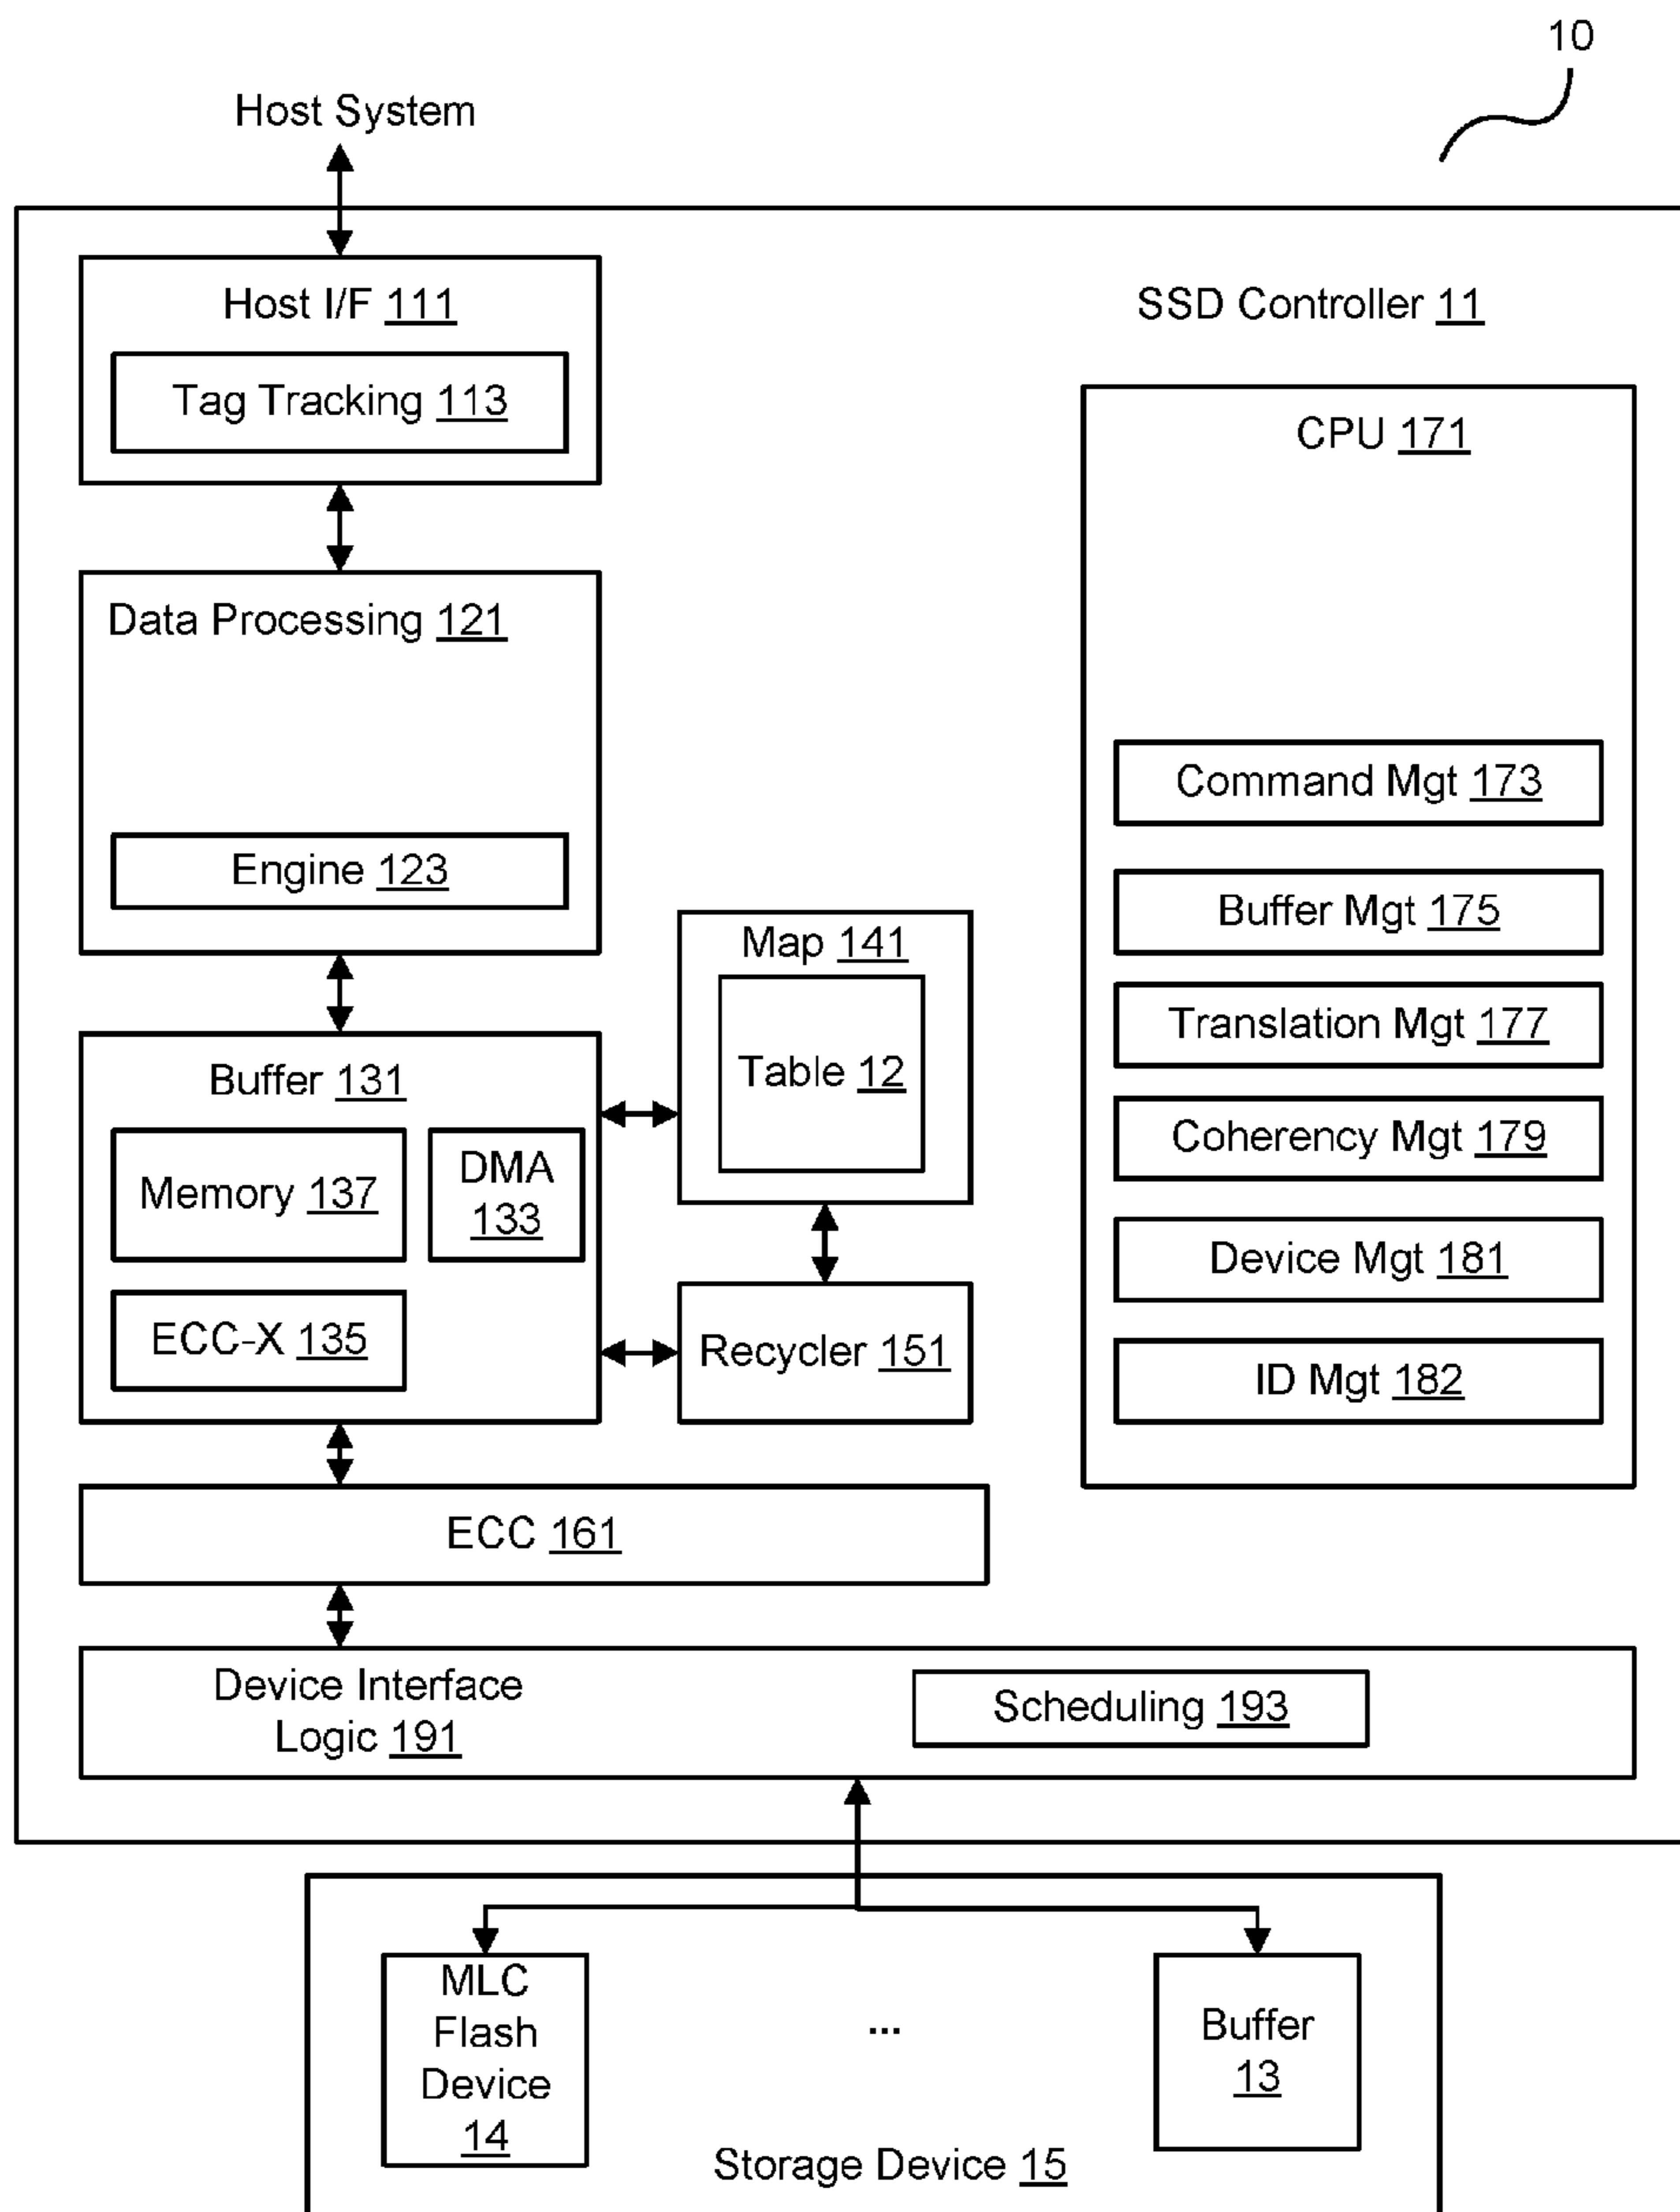 10
Host System
SSD Controller 11
Host I/F 111
Tag Tracking 113
Data Processing 121
Engine 123
Buffer 131
Memory 137
DMA
133
ECC-X 135
Map 141
Table 12
Recycler 151
CPU 171
Command Mgt 173
Buffer Mgt 175
Translation Mgt 177
Coherency Mgt 179
Device Mgt 181
ID Mgt 182
ECC 161
Device Interface
Logic 191
Scheduling 193
MLC
Flash
Device
14
...
Buffer
13
Storage Device 15